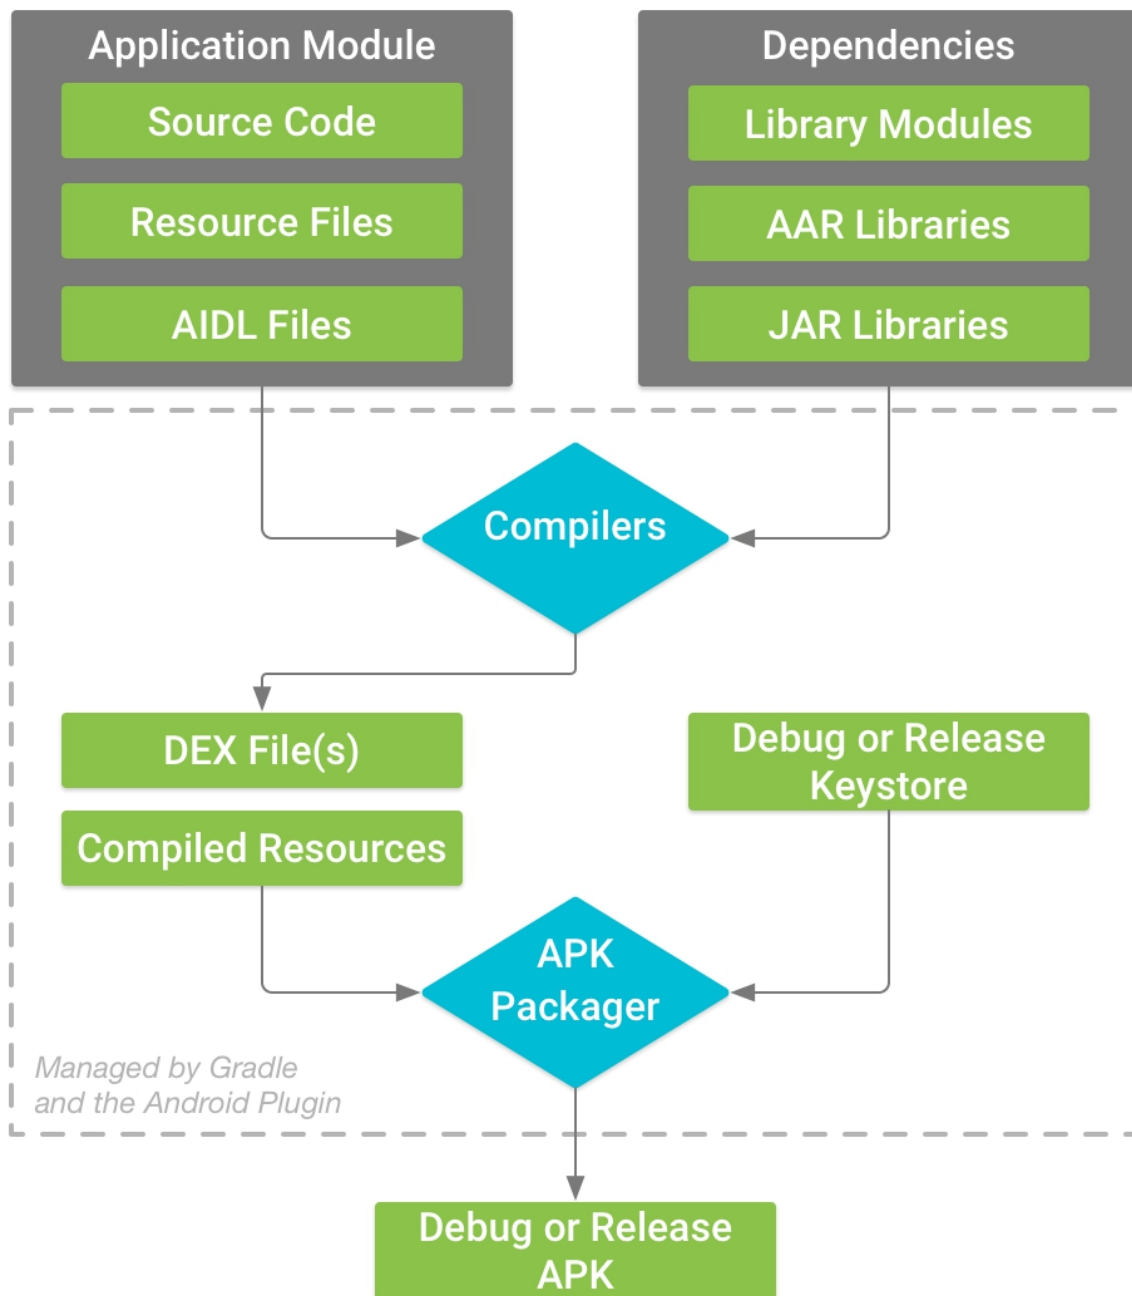 Application Module
Source Code
Resource Files
AIDL Files
Dependencies
Library Modules
AAR Libraries
JAR Libraries
Compilers
DEX File(s)
Compiled Resources
Debug or Release
Keystore
APK
Packager
Managed by Gradle
and the Android Plugin
Debug or Release
APK